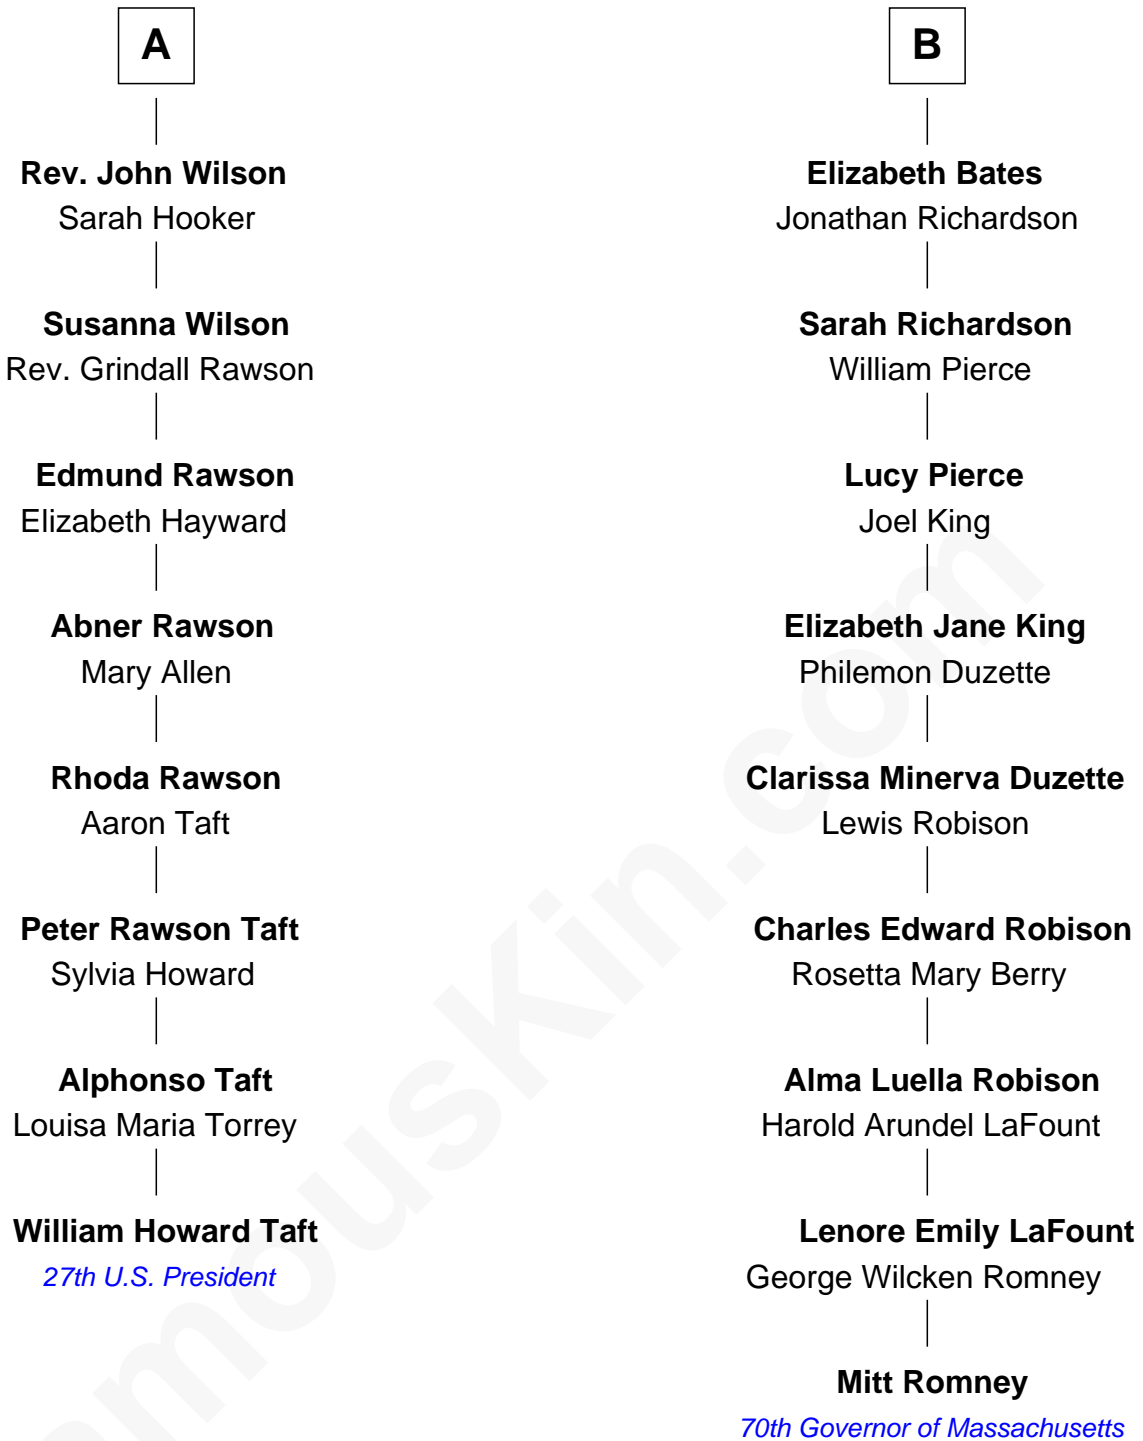 A
Rev. John Wilson
Sarah Hooker
Susanna Wilson
Rev. Grindall Rawson
Edmund Rawson
Elizabeth Hayward
Abner Rawson
Mary Allen
Rhoda Rawson
Aaron Taft
Peter Rawson Taft
Sylvia Howard
Alphonso Taft
Louisa Maria Torrey
William Howard Taft
27th U.S. President
B
Elizabeth Bates
Jonathan Richardson
Sarah Richardson
William Pierce
Lucy Pierce
Joel King
Elizabeth Jane King
Philemon Duzette
Clarissa Minerva Duzette
Lewis Robison
Charles Edward Robison
Rosetta Mary Berry
Alma Luella Robison
Harold Arundel LaFount
Lenore Emily LaFount
George Wilcken Romney
Mitt Romney
70th Governor of Massachusetts
famouskin.com